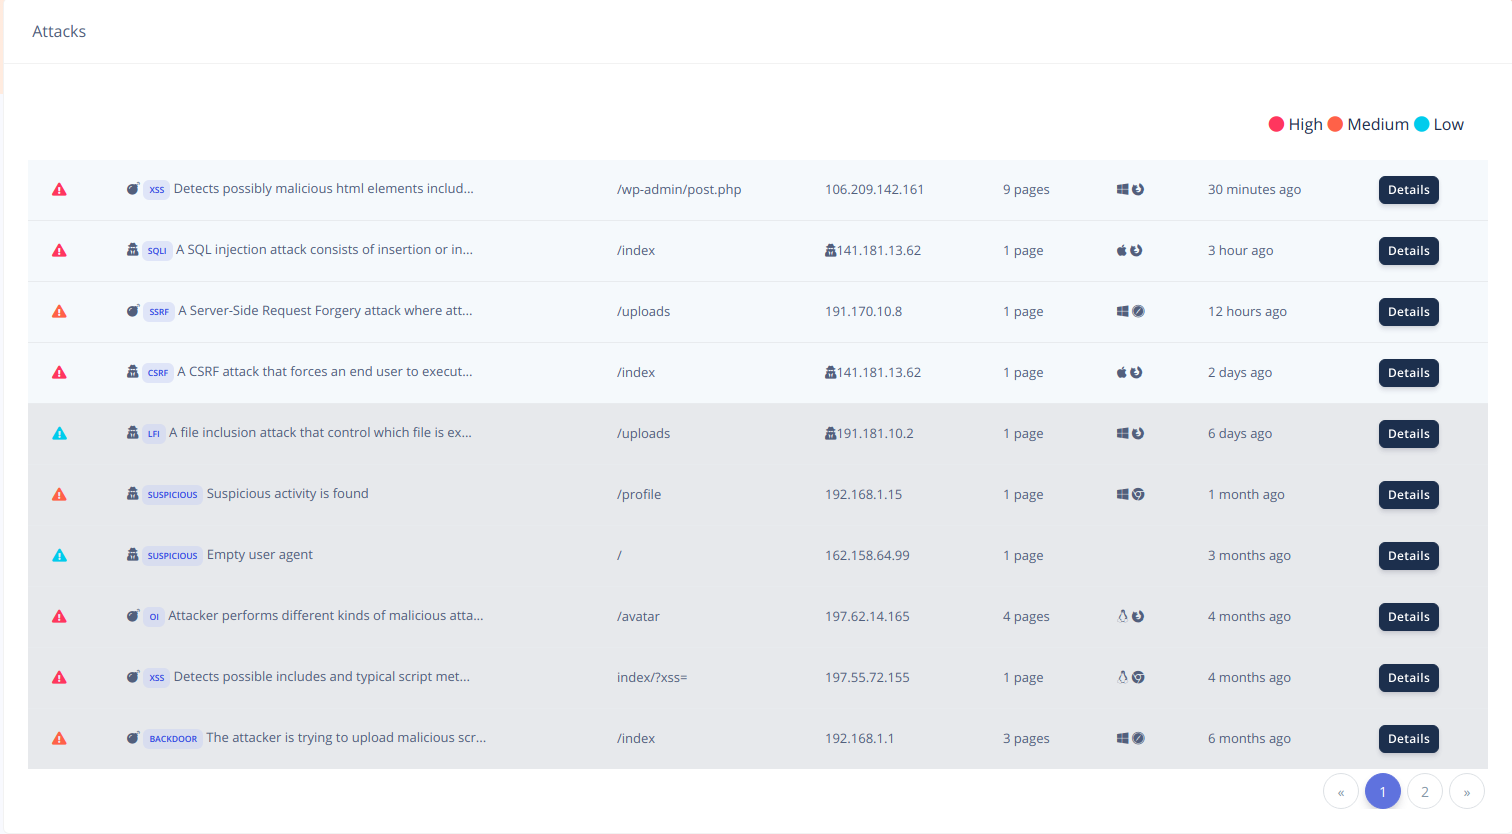 Attacks
High Medium Low
XSS Detects possibly malicious html elements includ... /wp-admin/post.php 106.209.142.161 9 pages 30 minutes ago Details
SQLI A SQL injection attack consists of insertion or in... /index 141.181.13.62 1 page 3 hour ago Details
SSRF A Server-Side Request Forgery attack where att... /uploads 191.170.10.8 1 page 12 hours ago Details
CSRF A CSRF attack that forces an end user to execut... /index 141.181.13.62 1 page 2 days ago Details
LFI A file inclusion attack that control which file is ex... /uploads 191.181.10.2 1 page 6 days ago Details
SUSPICIOUS Suspicious activity is found /profile 192.168.1.15 1 page 1 month ago Details
SUSPICIOUS Empty user agent / 162.158.64.99 1 page 3 months ago Details
OI Attacker performs different kinds of malicious atta... /avatar 197.62.14.165 4 pages 4 months ago Details
XSS Detects possible includes and typical script met... index/?xss= 197.55.72.155 1 page 4 months ago Details
BACKDOOR The attacker is trying to upload malicious scr... /index 192.168.1.1 3 pages 6 months ago Details
« 1 2 »